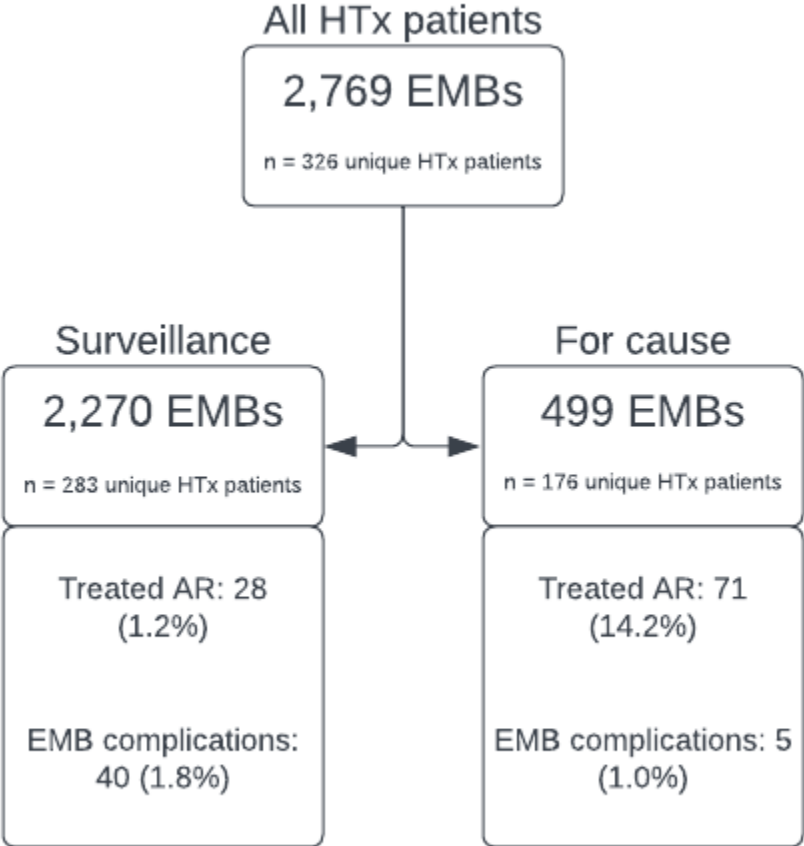 All HTx patients
2,769 EMBs
n = 326 unique HTx patients
Surveillance
2,270 EMBs
n = 283 unique HTx patients
Treated AR: 28
(1.2%)
EMB complications:
40 (1.8%)
For cause
499 EMBs
n = 176 unique HTx patients
Treated AR: 71
(14.2%)
EMB complications: 5
(1.0%)